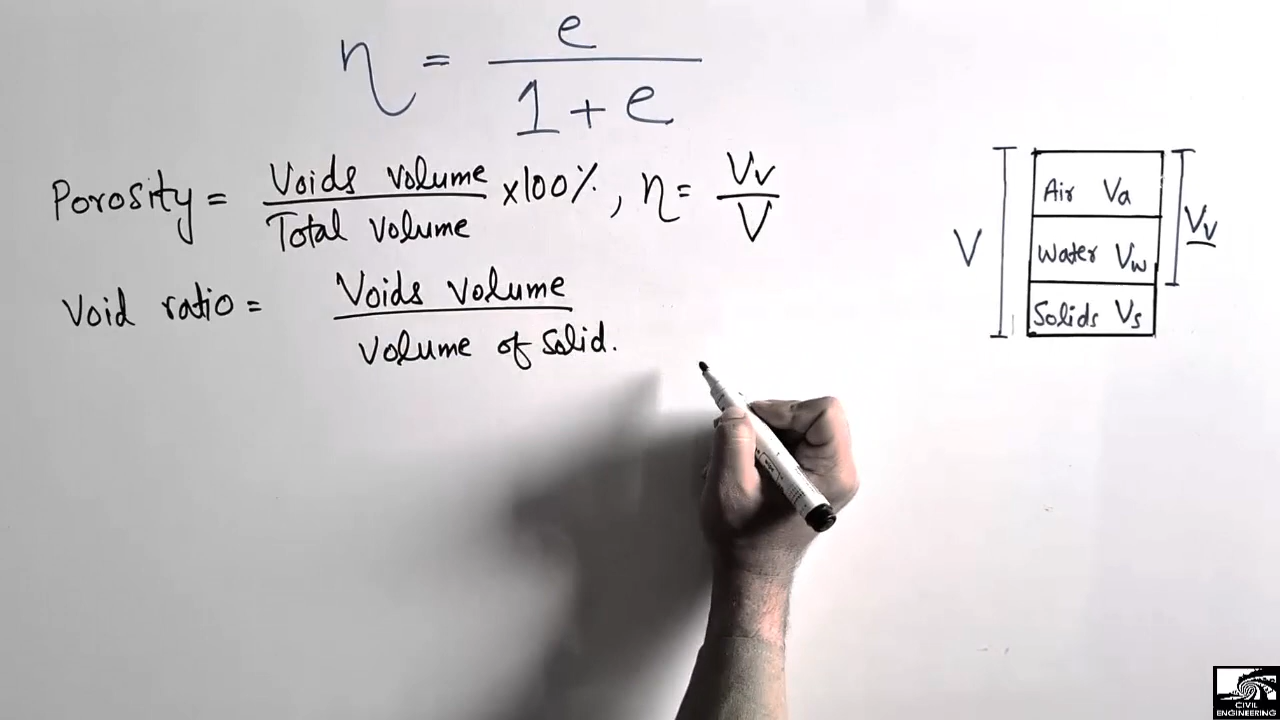 η = e / 1 + e
Porosity = Voids volume / Total volume ×100%, η = Vv / V
Void ratio = Voids volume / Volume of Solid.
V
Air Va
Water Vw
Solids Vs
Vv
CIVIL
ENGINEERING